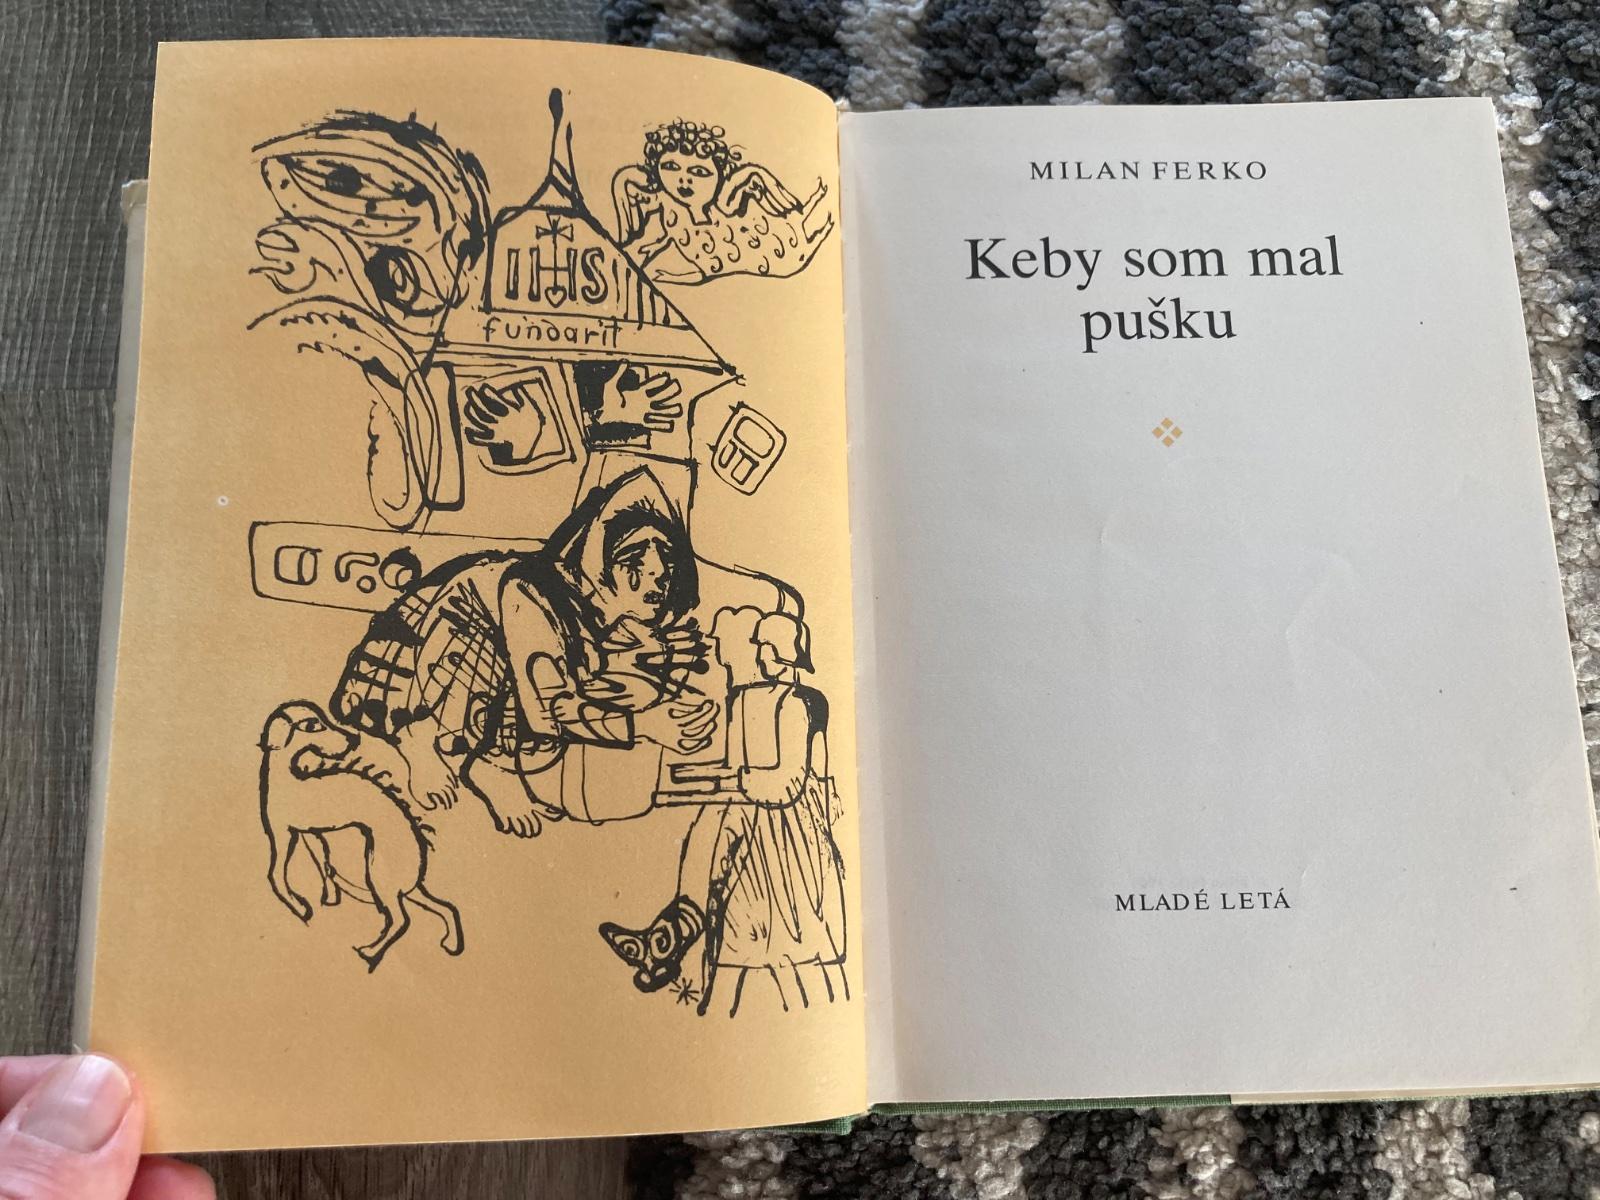 IHS
fundarit
MILAN FERKO
Keby som mal
pušku
MLADÉ LETÁ